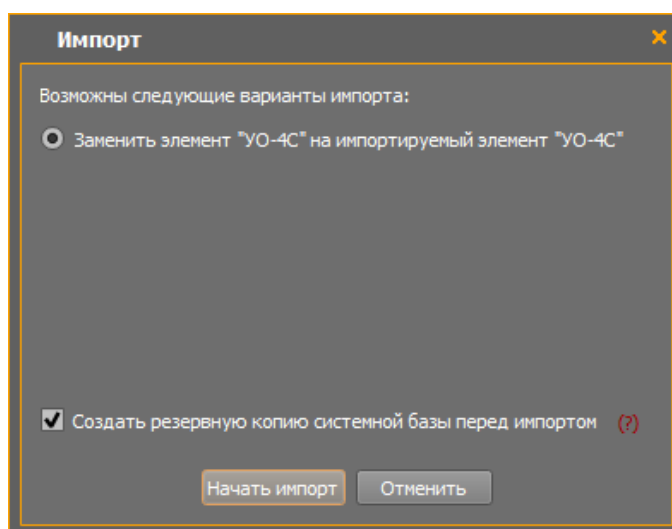 Импорт
Возможны следующие варианты импорта:
Заменить элемент "УО-4С" на импортируемый элемент "УО-4С"
Создать резервную копию системной базы перед импортом (?)
Начать импорт Отменить